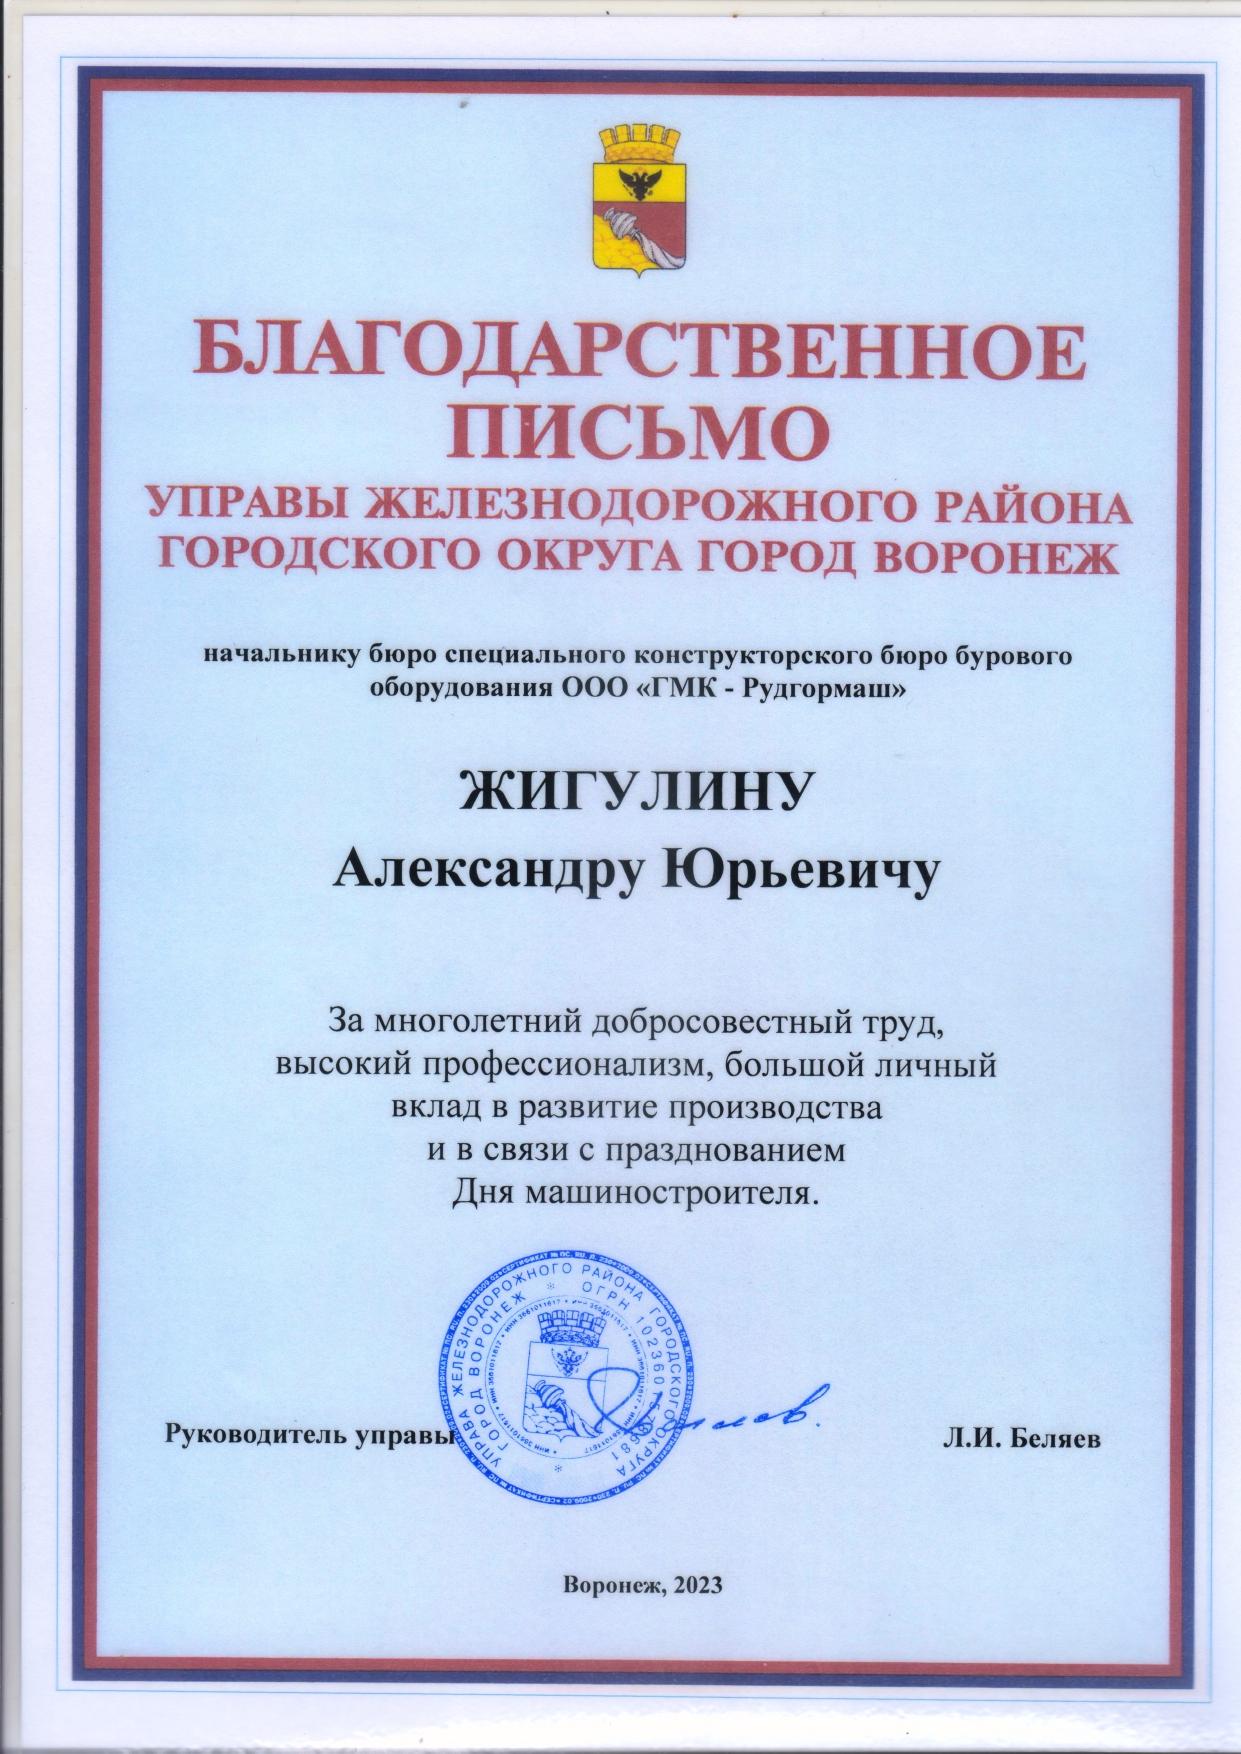 БЛАГОДАРСТВЕННОЕ
ПИСЬМО
УПРАВЫ ЖЕЛЕЗНОДОРОЖНОГО РАЙОНА
ГОРОДСКОГО ОКРУГА ГОРОД ВОРОНЕЖ
начальнику бюро специального конструкторского бюро бурового
оборудования ООО «ГМК - Рудгормаш»
ЖИГУЛИНУ
Александру Юрьевичу
За многолетний добросовестный труд,
высокий профессионализм, большой личный
вклад в развитие производства
и в связи с празднованием
Дня машиностроителя.
УПРАВА ЖЕЛЕЗНОДОРОЖНОГО РАЙОНА ГОРОДСКОГО ОКРУГА
ГОРОД ВОРОНЕЖ * ОГРН
ИНН 3661011617
Руководитель управы
Л.И. Беляев
Воронеж, 2023